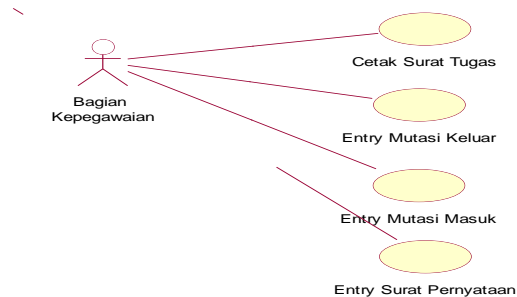 Cetak Surat Tugas
Bagian
Kepegawaian
Entry Mutasi Keluar
Entry Mutasi Masuk
Entry Surat Pernyataan